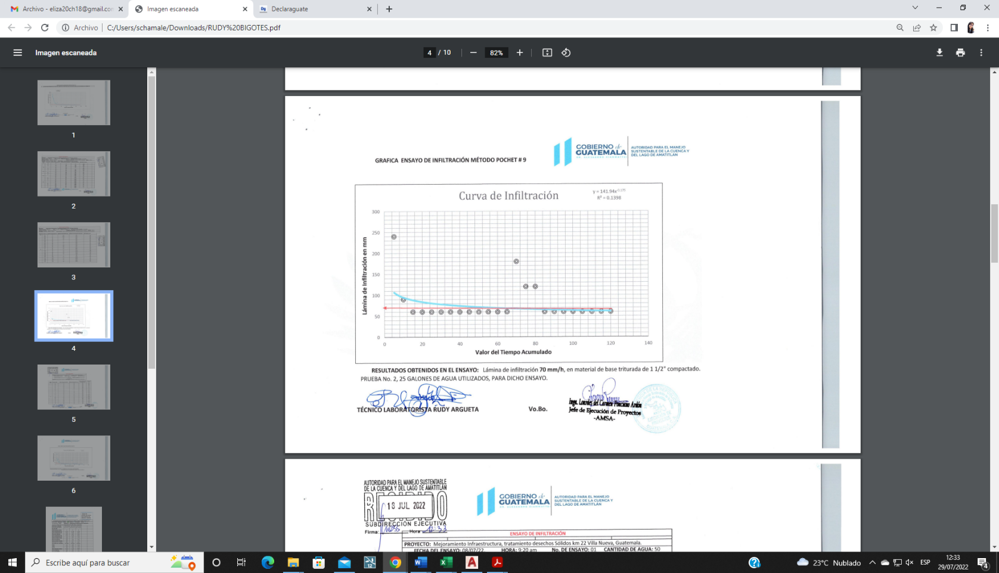 Archivo - eliza20ch18@gmail.con
Imagen escaneada
Declaraguate
Archivo
C:/Users/schamale/Downloads/RUDY%20BIGOTES.pdf
Imagen escaneada
4 / 10
82%
1
2
3
4
5
6
GOBIERNO de
GUATEMALA
AUTORIDAD PARA EL MANEJO
SUSTENTABLE DE LA CUENCA Y
DEL LAGO DE AMATITLÁN
GRAFICA ENSAYO DE INFILTRACIÓN MÉTODO POCHET # 9
Curva de Infiltración
y = 141.94x-0.175
R² = 0.1398
Lámina de Infiltración en mm
300
250
200
150
100
50
0
0 20 40 60 80 100 120 140
Valor del Tiempo Acumulado
RESULTADOS OBTENIDOS EN EL ENSAYO: Lámina de infiltración 70 mm/h, en material de base triturada de 1 1/2" compactado.
PRUEBA No. 2, 25 GALONES DE AGUA UTILIZADOS, PARA DICHO ENSAYO.
TÉCNICO LABORATORISTA RUDY ARGUETA
Vo.Bo.
Jefe de Ejecución de Proyectos
-AMSA-
AUTORIDAD PARA EL MANEJO SUSTENTABLE
DE LA CUENCA Y DEL LAGO DE AMATITLÁN
RECIBIDO
18 JUL 2022
SUBDIRECCIÓN EJECUTIVA
Firma: Hora 12:33
GOBIERNO de
GUATEMALA
AUTORIDAD PARA EL MANEJO
SUSTENTABLE DE LA CUENCA Y
DEL LAGO DE AMATITLÁN
ENSAYO DE INFILTRACIÓN
PROYECTO: Mejoramiento Infraestructura, tratamiento desechos Sólidos km 22 Villa Nueva, Guatemala.
FECHA DEL ENSAYO: 08/07/22 HORA: 9:20 am No. DE ENSAYO: 01 CANTIDAD DE AGUA: 50
Escribe aquí para buscar
23°C Nublado
ESP
12:33
29/07/2022
4